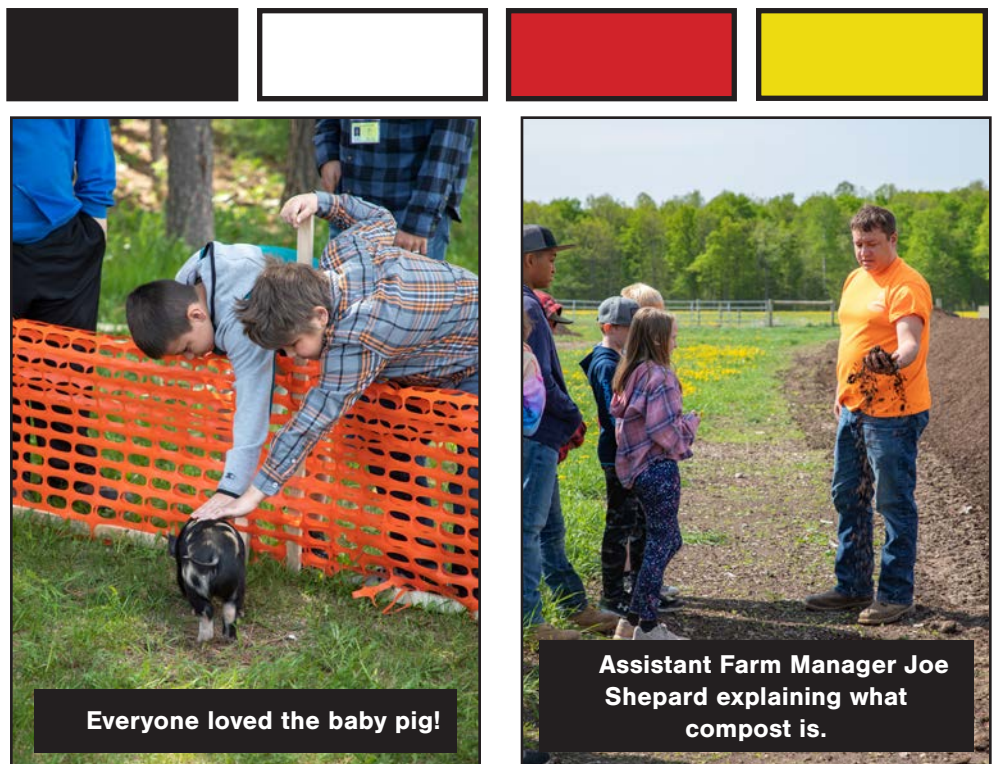 Everyone loved the baby pig!
Assistant Farm Manager Joe
Shepard explaining what
compost is.